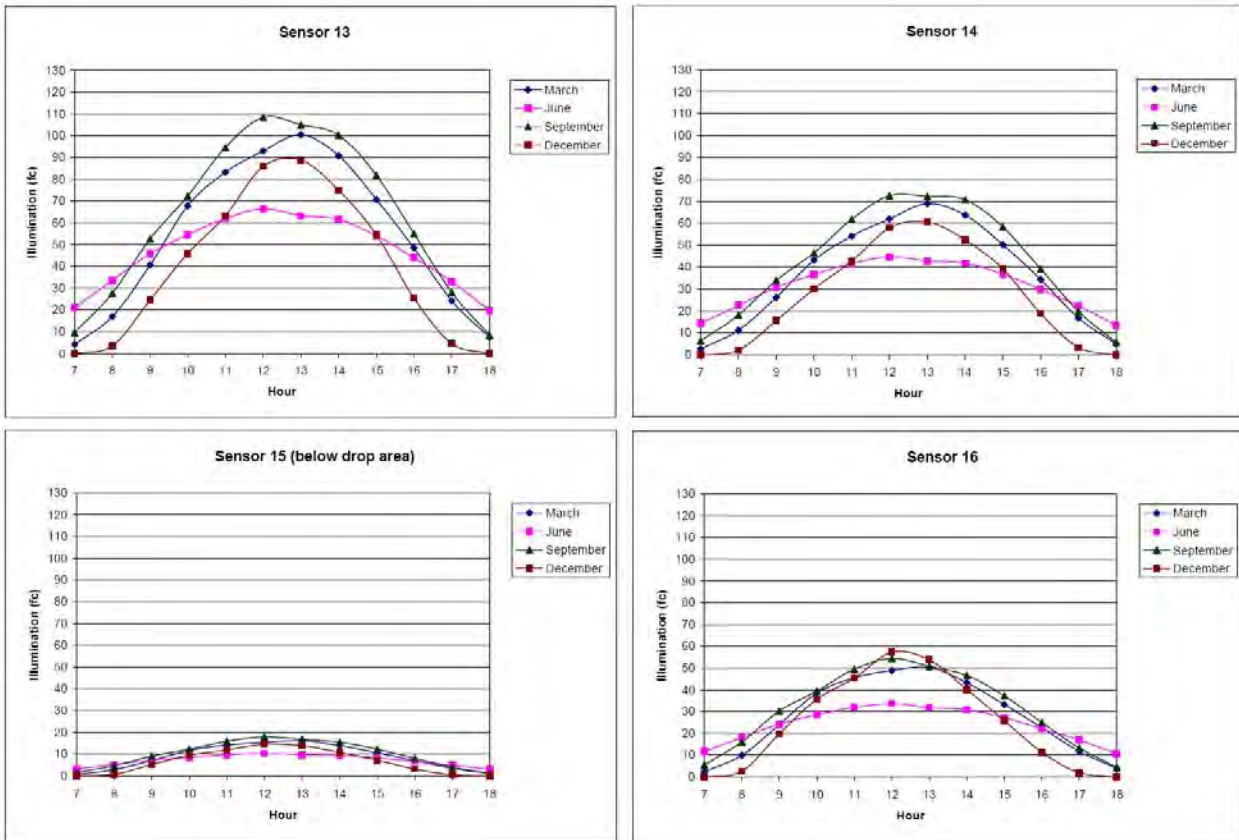 Sensor 13
Illumination (fc)
130
120
110
100
90
80
70
60
50
40
30
20
10
0
7 8 9 10 11 12 13 14 15 16 17 18
Hour
March
June
September
December
Sensor 14
Illumination (fc)
130
120
110
100
90
80
70
60
50
40
30
20
10
0
7 8 9 10 11 12 13 14 15 16 17 18
Hour
March
June
September
December
Sensor 15 (below drop area)
Illumination (fc)
130
120
110
100
90
80
70
60
50
40
30
20
10
0
7 8 9 10 11 12 13 14 15 16 17 18
Hour
March
June
September
December
Sensor 16
Illumination (fc)
130
120
110
100
90
80
70
60
50
40
30
20
10
0
7 8 9 10 11 12 13 14 15 16 17 18
Hour
March
June
September
December